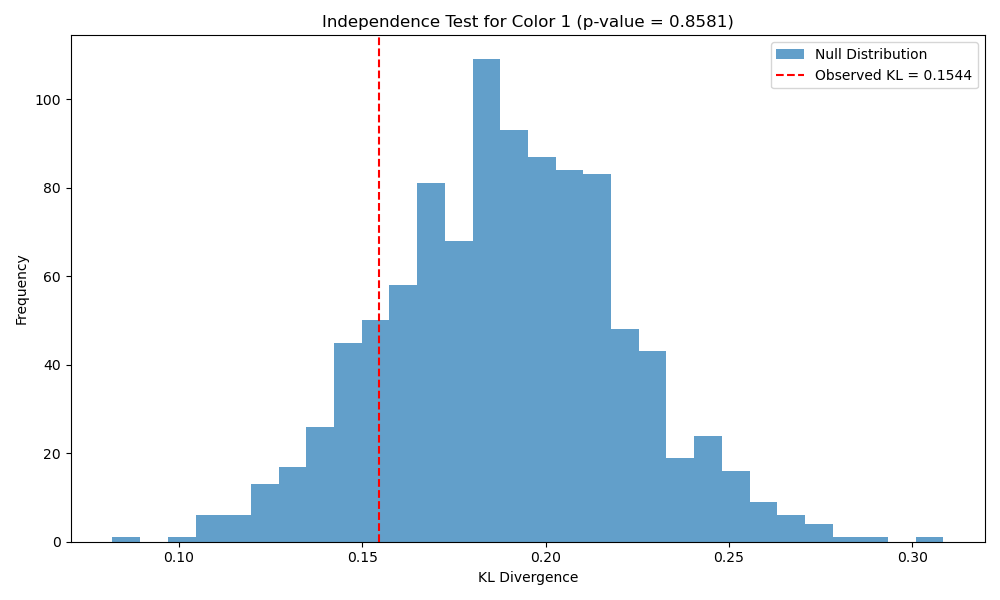 Independence Test for Color 1 (p-value = 0.8581)
Null Distribution
Observed KL = 0.1544
Frequency
100
80
60
40
20
0
0.10 0.15 0.20 0.25 0.30
KL Divergence